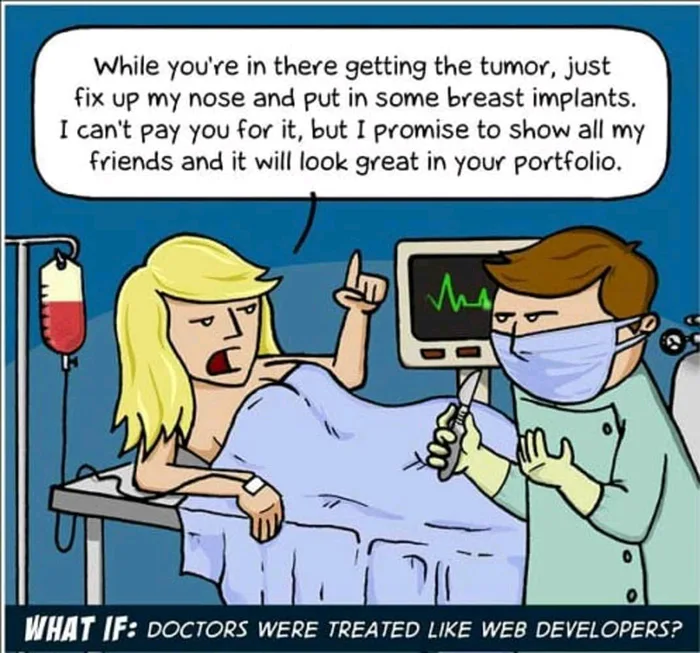 While you're in there getting the tumor, just
fix up my nose and put in some breast implants.
I can't pay you for it, but I promise to show all my
friends and it will look great in your portfolio.
WHAT IF: DOCTORS WERE TREATED LIKE WEB DEVELOPERS?